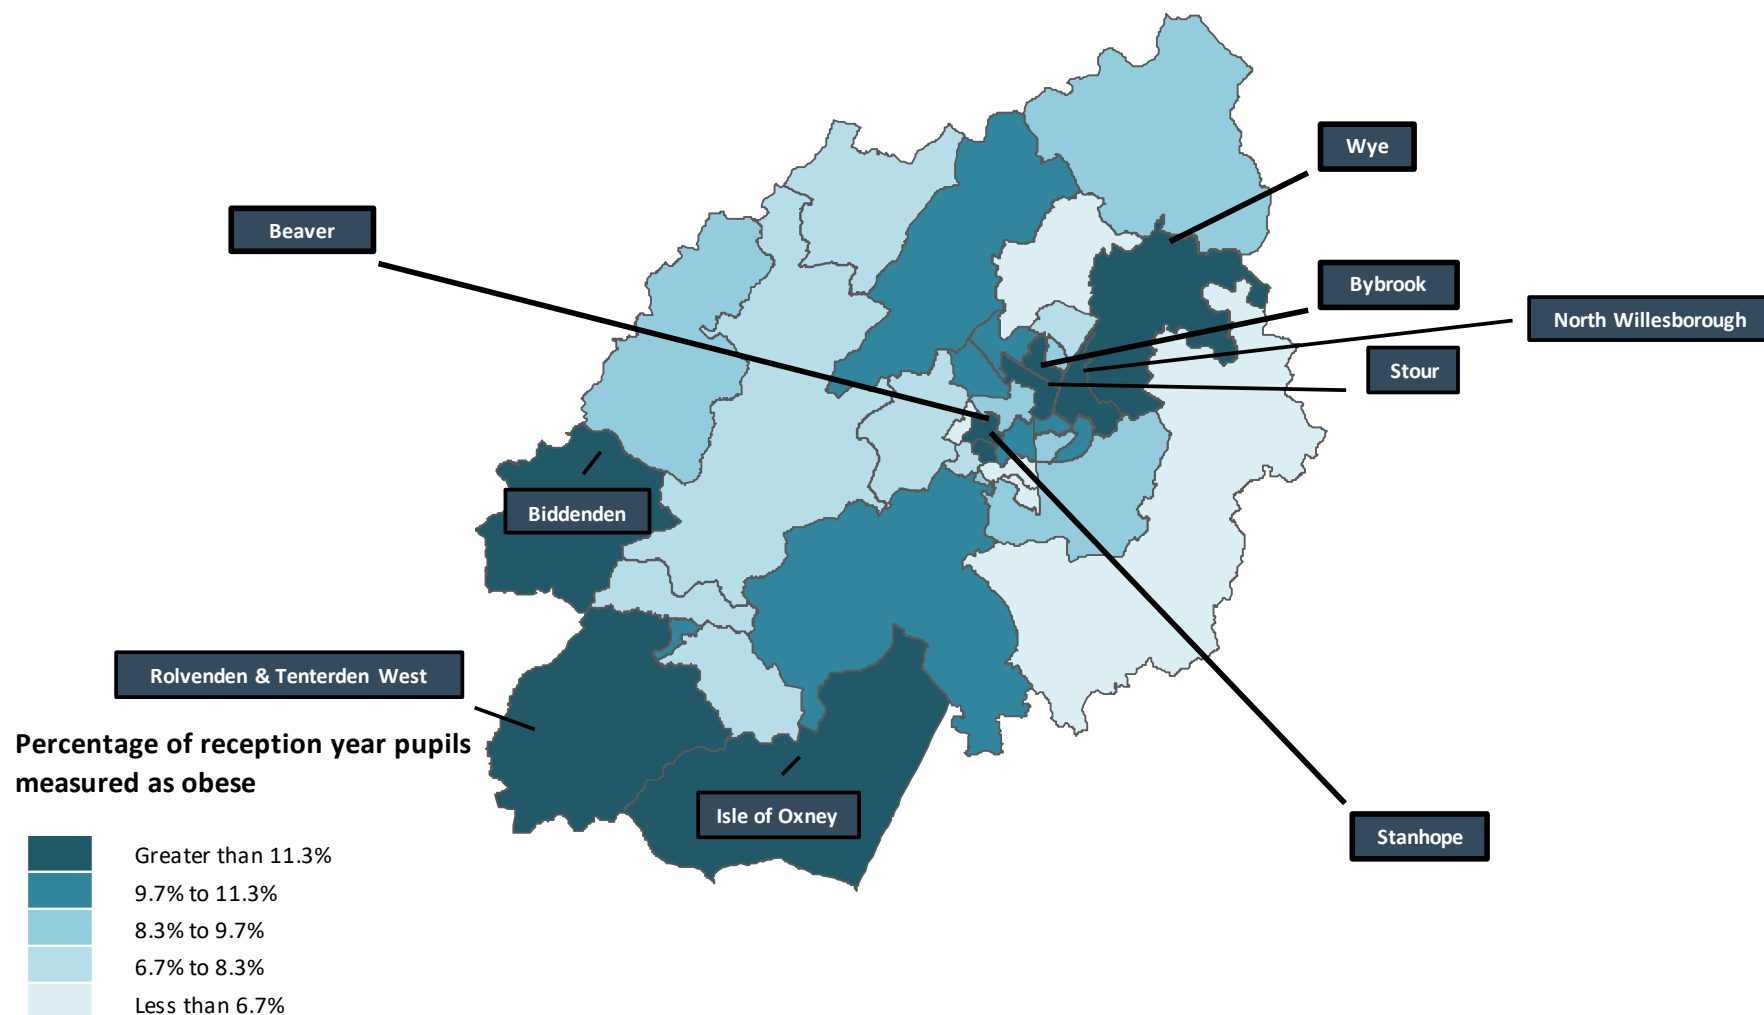 Wye
Beaver
Bybrook
North Willesborough
Stour
Biddenden
Rolvenden & Tenterden West
Isle of Oxney
Stanhope
Percentage of reception year pupils
measured as obese
Greater than 11.3%
9.7% to 11.3%
8.3% to 9.7%
6.7% to 8.3%
Less than 6.7%